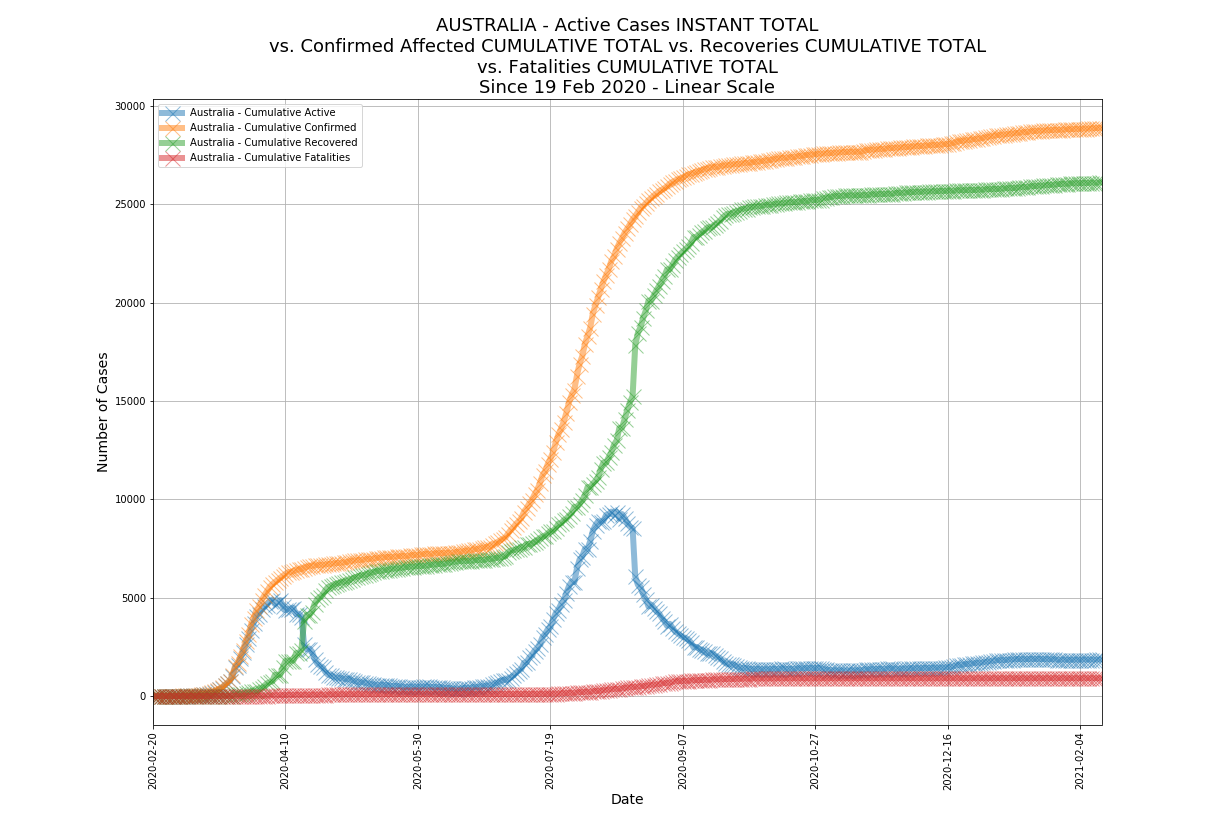 AUSTRALIA - Active Cases INSTANT TOTAL
vs. Confirmed Affected CUMULATIVE TOTAL vs. Recoveries CUMULATIVE TOTAL
vs. Fatalities CUMULATIVE TOTAL
Since 19 Feb 2020 - Linear Scale
Australia - Cumulative Active
Australia - Cumulative Confirmed
Australia - Cumulative Recovered
Australia - Cumulative Fatalities
Number of Cases
30000
25000
20000
15000
10000
5000
0
2020-02-20
2020-04-10
2020-05-30
2020-07-19
2020-09-07
2020-10-27
2020-12-16
2021-02-04
Date